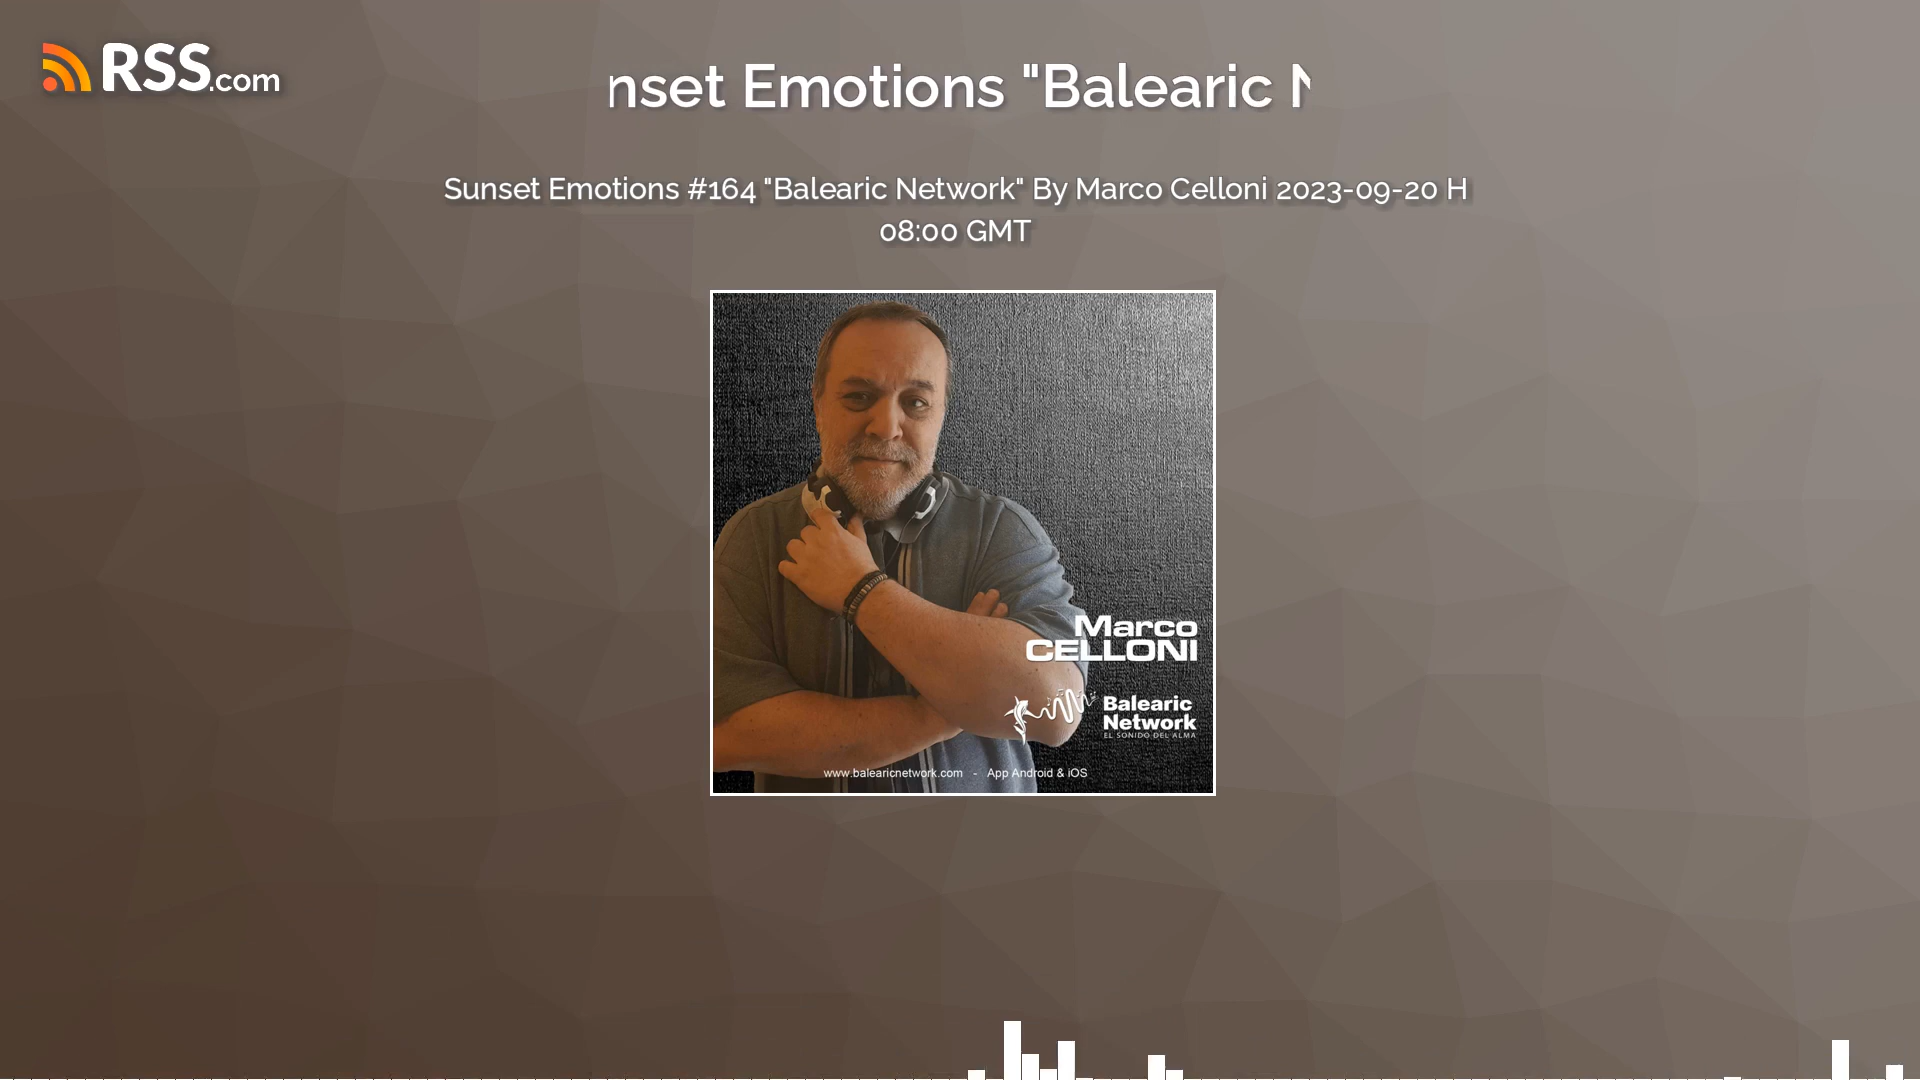 RSS.com
nset Emotions "Balearic N
Sunset Emotions #164 "Balearic Network" By Marco Celloni 2023-09-20 H
08:00 GMT
Marco
CELLONI
Balearic
Network
EL SONIDO DEL ALMA
www.balearicnetwork.com - App Android & iOS